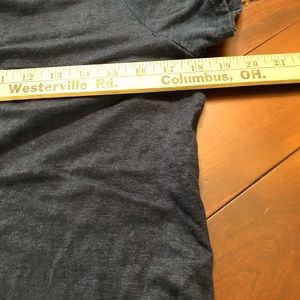 12 13 14 15 16 17 18 19 20 21
Westerville Rd. Columbus, OH.